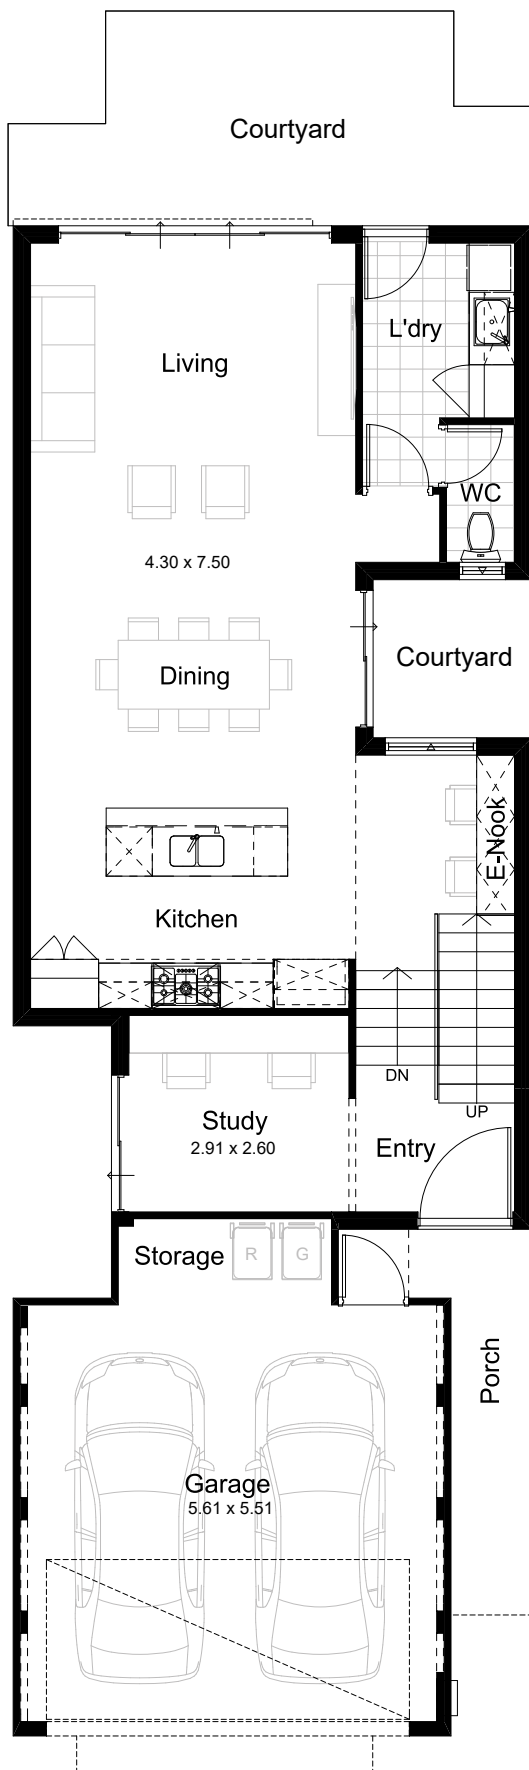 Courtyard
L'dry
Living
WC
4.30 x 7.50
Courtyard
Dining
E-Nook
Kitchen
DN
UP
Study
2.91 x 2.60
Entry
Storage
R
G
Porch
Garage
5.61 x 5.51